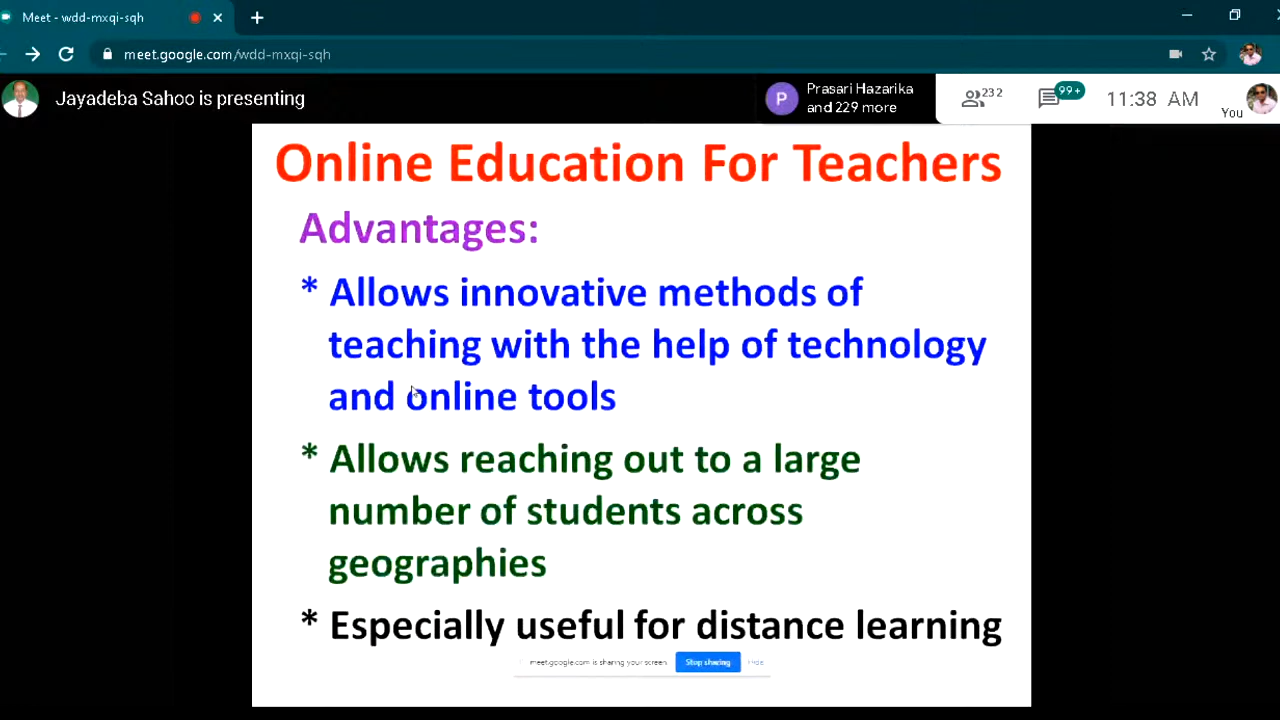 Meet - wdd-mxqi-sqh
meet.google.com/wdd-mxqi-sqh
Jayadeba Sahoo is presenting
P
Prasari Hazarika
and 229 more
232
99+
11:38 AM
You
Online Education For Teachers
Advantages:
* Allows innovative methods of
teaching with the help of technology
and online tools
* Allows reaching out to a large
number of students across
geographies
* Especially useful for distance learning
meet.google.com is sharing your screen.
Stop sharing
Hide